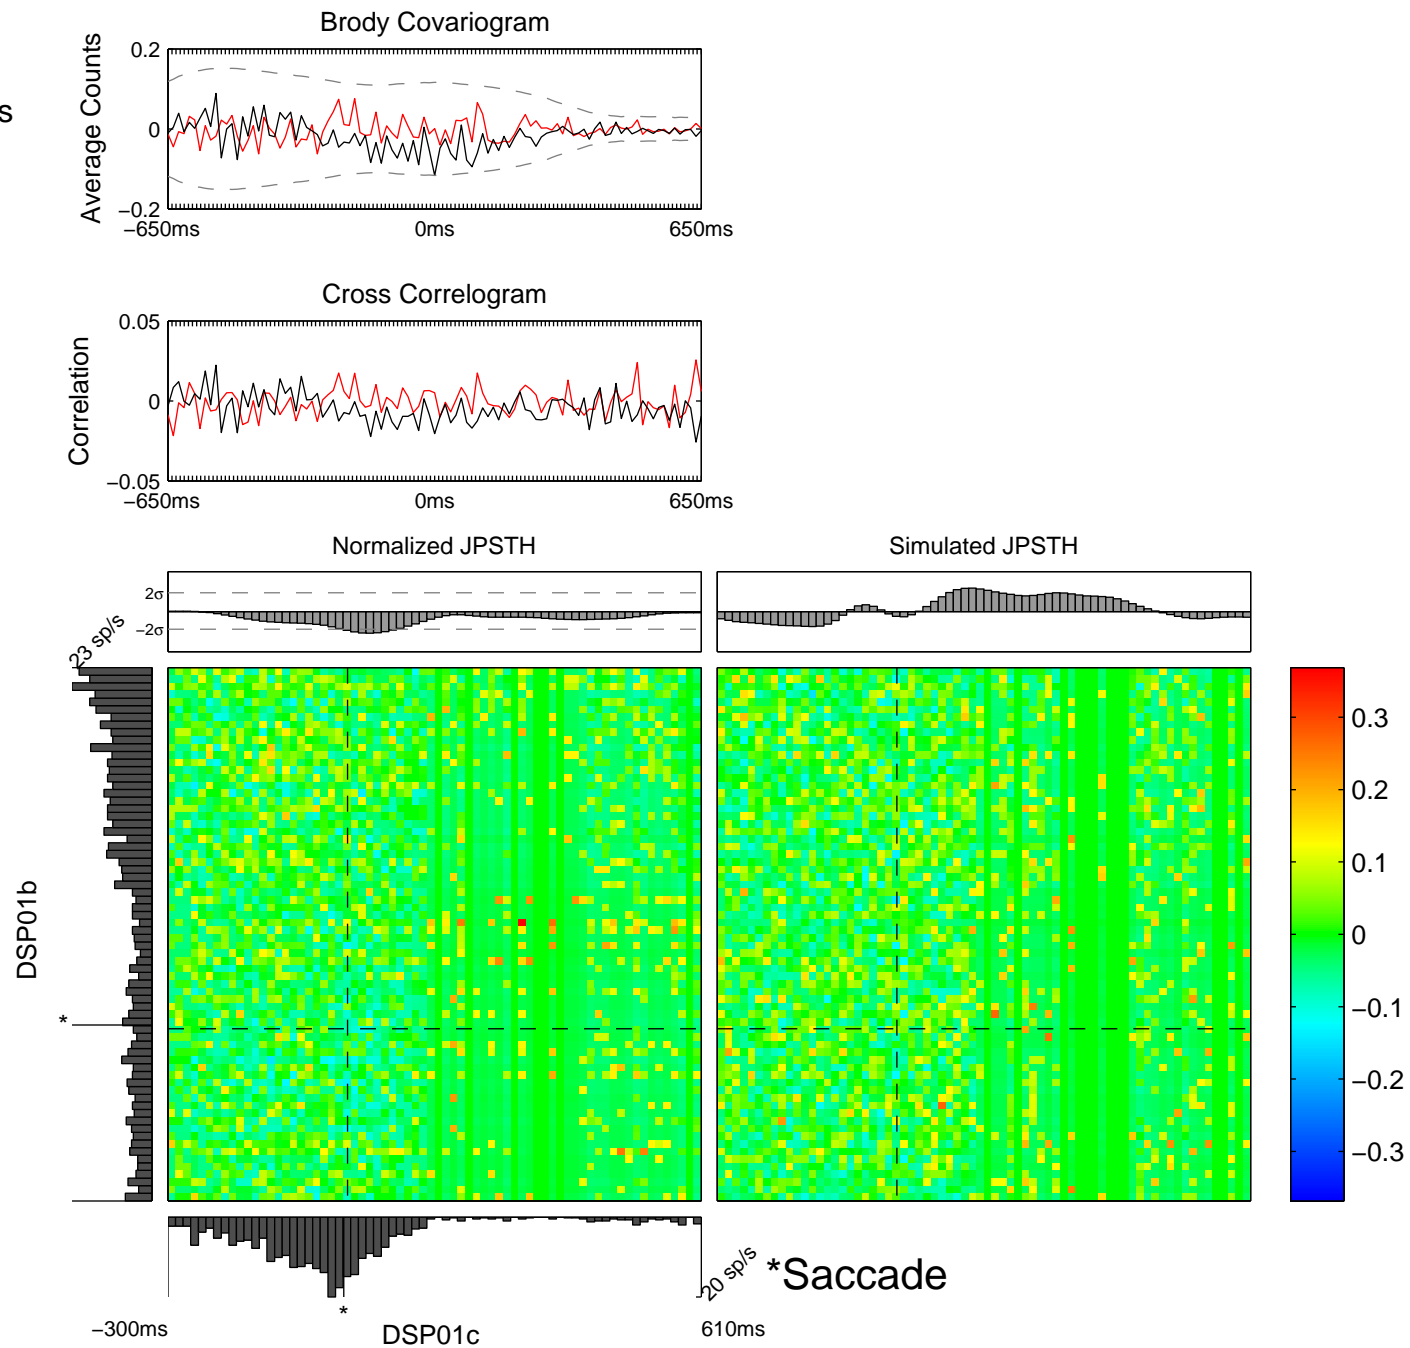 Brody Covariogram
s
Average Counts
0.2
0
−0.2
−650ms 0ms 650ms
Cross Correlogram
Correlation
0.05
0
−0.05
−650ms 0ms 650ms
Normalized JPSTH
Simulated JPSTH
2σ
−2σ
23 sp/s
DSP01b
*
0.3
0.2
0.1
0
−0.1
−0.2
−0.3
20 sp/s
*Saccade
*
−300ms DSP01c 610ms